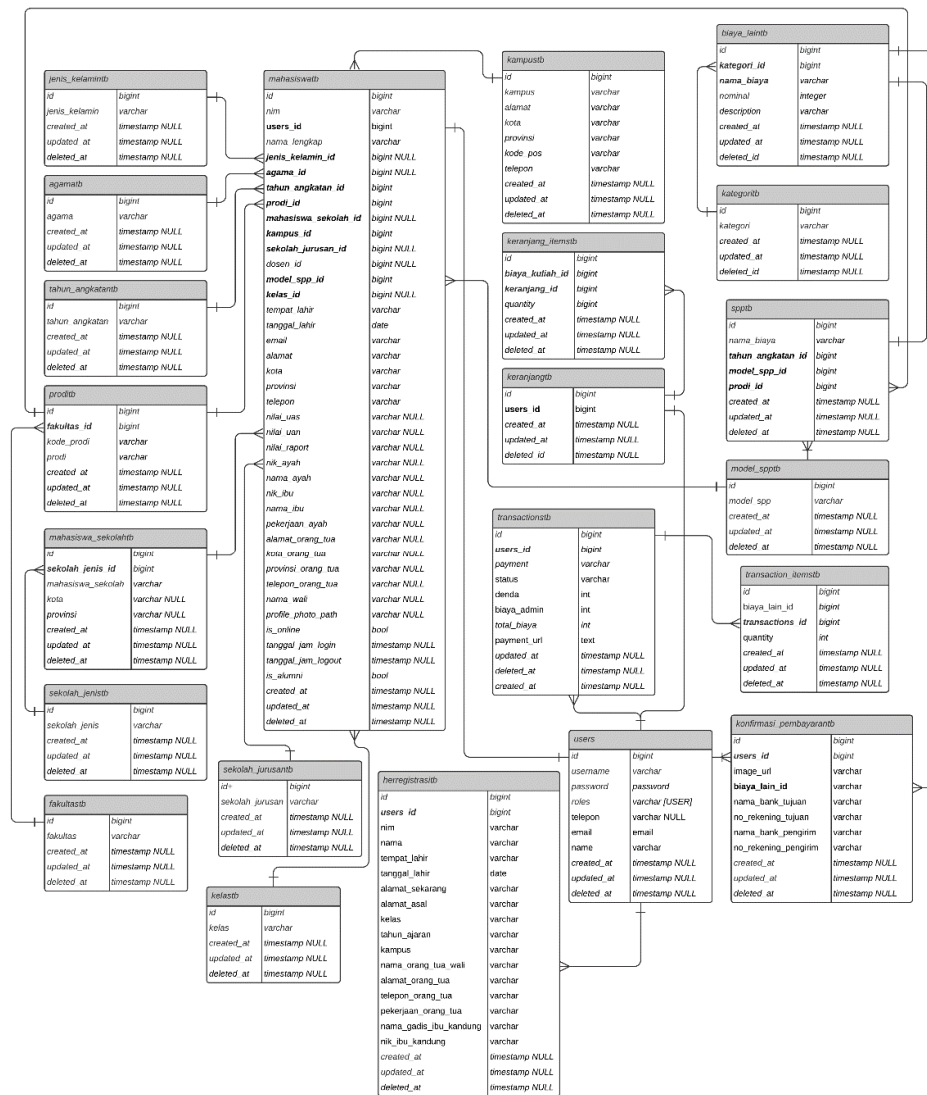 jenis_kelamintb
id bigint
jenis_kelamin varchar
created_at timestamp NULL
updated_at timestamp NULL
deleted_at timestamp NULL
agamatb
id bigint
agama varchar
created_at timestamp NULL
updated_at timestamp NULL
deleted_at timestamp NULL
tahun_angkatantb
id bigint
tahun_angkatan varchar
created_at timestamp NULL
updated_at timestamp NULL
deleted_at timestamp NULL
proditb
id bigint
fakultas_id bigint
kode_prodi varchar
prodi varchar
created_at timestamp NULL
updated_at timestamp NULL
deleted_at timestamp NULL
mahasiswa_sekolahtb
id bigint
sekolah_jenis_id bigint
mahasiswa_sekolah varchar
kota varchar NULL
provinsi varchar NULL
created_at timestamp NULL
updated_at timestamp NULL
deleted_at timestamp NULL
sekolah_jenistb
id bigint
sekolah_jenis varchar
created_at timestamp NULL
updated_at timestamp NULL
deleted_at timestamp NULL
fakultastb
id bigint
fakultas varchar
created_at timestamp NULL
updated_at timestamp NULL
deleted_at timestamp NULL
mahasiswatb
id bigint
nim varchar
users_id bigint
nama_lengkap varchar
jenis_kelamin_id bigint NULL
agama_id bigint NULL
tahun_angkatan_id bigint
prodi_id bigint
mahasiswa_sekolah_id bigint NULL
kampus_id bigint
sekolah_jurusan_id bigint NULL
dosen_id bigint NULL
model_spp_id bigint
kelas_id bigint NULL
tempat_lahir varchar
tanggal_lahir date
email varchar
alamat varchar
kota varchar
provinsi varchar
telepon varchar
nilai_uas varchar NULL
nilai_uan varchar NULL
nilai_raport varchar NULL
nik_ayah varchar NULL
nama_ayah varchar NULL
nik_ibu varchar NULL
nama_ibu varchar NULL
pekerjaan_ayah varchar NULL
alamat_orang_tua varchar NULL
kota_orang_tua varchar NULL
provinsi_orang_tua varchar NULL
telepon_orang_tua varchar NULL
nama_wali varchar NULL
profile_photo_path varchar NULL
is_online bool
tanggal_jam_login timestamp NULL
tanggal_jam_logout timestamp NULL
is_alumni bool
created_at timestamp NULL
updated_at timestamp NULL
deleted_at timestamp NULL
sekolah_jurusantb
id+ bigint
sekolah_jurusan varchar
created_at timestamp NULL
updated_at timestamp NULL
deleted_at timestamp NULL
kelastb
id bigint
kelas varchar
created_at timestamp NULL
updated_at timestamp NULL
deleted_at timestamp NULL
kampustb
id bigint
kampus varchar
alamat varchar
kota varchar
provinsi varchar
kode_pos varchar
telepon varchar
created_at timestamp NULL
updated_at timestamp NULL
deleted_at timestamp NULL
keranjang_itemstb
id bigint
biaya_kuliah_id bigint
keranjang_id bigint
quantity bigint
created_at timestamp NULL
updated_at timestamp NULL
deleted_at timestamp NULL
keranjangtb
id bigint
users_id bigint
created_at timestamp NULL
updated_at timestamp NULL
deleted_id timestamp NULL
transactionstb
id bigint
users_id bigint
payment varchar
status varchar
denda int
biaya_admin int
total_biaya int
payment_url text
updated_at timestamp NULL
deleted_at timestamp NULL
created_at timestamp NULL
herregistrasitb
id bigint
users_id bigint
nim varchar
nama varchar
tempat_lahir varchar
tanggal_lahir date
alamat_sekarang varchar
alamat_asal varchar
kelas varchar
tahun_ajaran varchar
kampus varchar
nama_orang_tua_wali varchar
alamat_orang_tua varchar
telepon_orang_tua varchar
pekerjaan_orang_tua varchar
nama_gadis_ibu_kandung varchar
nik_ibu_kandung varchar
created_at timestamp NULL
updated_at timestamp NULL
deleted_at timestamp NULL
users
id bigint
username varchar
password password
roles varchar [USER]
telepon varchar NULL
email email
name varchar
created_at timestamp NULL
updated_at timestamp NULL
deleted_at timestamp NULL
biaya_laintb
id bigint
kategori_id bigint
nama_biaya varchar
nominal integer
description varchar
created_at timestamp NULL
updated_at timestamp NULL
deleted_id timestamp NULL
kategoritb
id bigint
kategori varchar
created_at timestamp NULL
updated_at timestamp NULL
deleted_id timestamp NULL
spptb
id bigint
nama_biaya varchar
tahun_angkatan_id bigint
model_spp_id bigint
prodi_id bigint
created_at timestamp NULL
updated_at timestamp NULL
deleted_at timestamp NULL
model_spptb
id bigint
model_spp varchar
created_at timestamp NULL
updated_at timestamp NULL
deleted_at timestamp NULL
transaction_itemstb
id bigint
biaya_lain_id bigint
transactions_id bigint
quantity int
created_at timestamp NULL
updated_at timestamp NULL
deleted_at timestamp NULL
konfirmasi_pembayarantb
id bigint
users_id bigint
image_url varchar
biaya_lain_id varchar
nama_bank_tujuan varchar
no_rekening_tujuan varchar
nama_bank_pengirim varchar
no_rekening_pengirim varchar
created_at timestamp NULL
updated_at timestamp NULL
deleted_at timestamp NULL